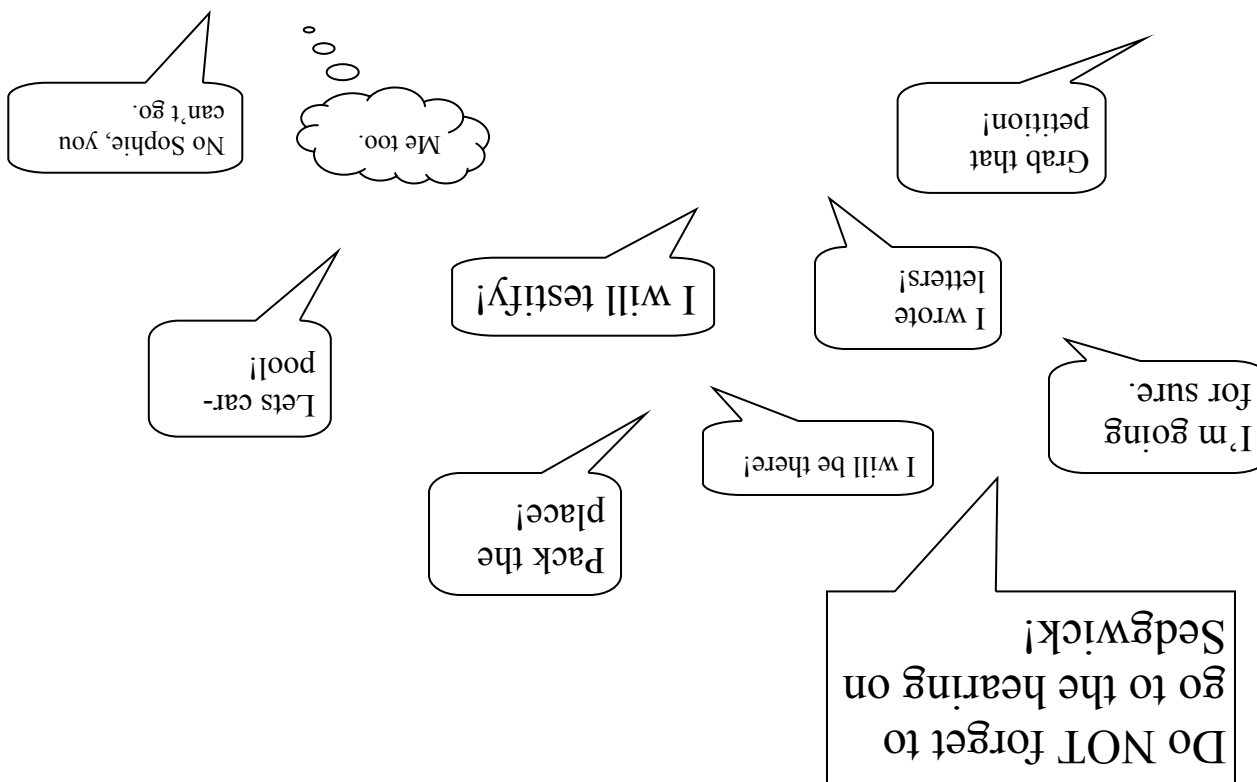 Do NOT forget to
go to the hearing on
Sedgwick!
Pack the
place!
I will be there!
I'm going
for sure.
Lets car-
pool!
I will testify!
I wrote
letters!
Grab that
petition!
Me too.
No Sophie, you
can't go.